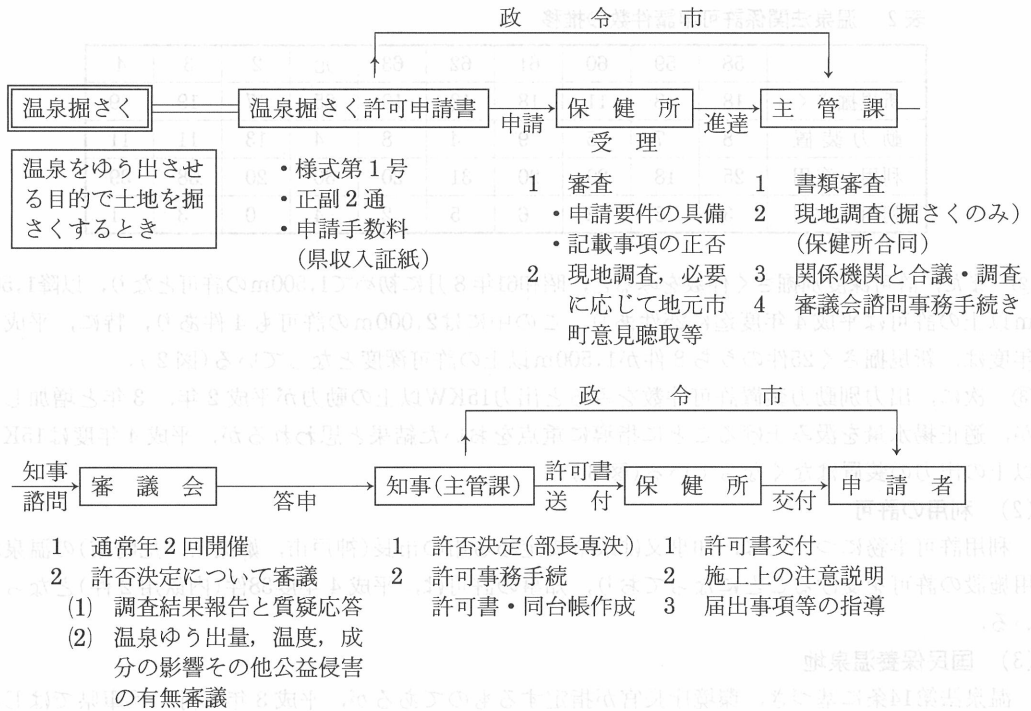 政 令 市
温泉掘さく
温泉掘さく許可申請書
申請
保 健 所
進達
主 管 課
受 理
温泉をゆう出させ
る目的で土地を掘
さくするとき
・様式第1号
・正副2通
・申請手数料
(県収入証紙)
1 審査
・申請要件の具備
・記載事項の正否
2 現地調査，必要
に応じて地元市
町意見聴取等
1 書類審査
2 現地調査(掘さくのみ)
(保健所合同)
3 関係機関と合議・調査
4 審議会諮問事務手続き
政 令 市
知事
諮問
審 議 会
答申
知事(主管課)
許可書
送 付
保 健 所
交付
申 請 者
1 通常年2回開催
2 許否決定について審議
(1) 調査結果報告と質疑応答
(2) 温泉ゆう出量，温度，成
分の影響その他公益侵害
の有無審議
1 許否決定(部長専決)
2 許可事務手続
許可書・同台帳作成
1 許可書交付
2 施工上の注意説明
3 届出事項等の指導